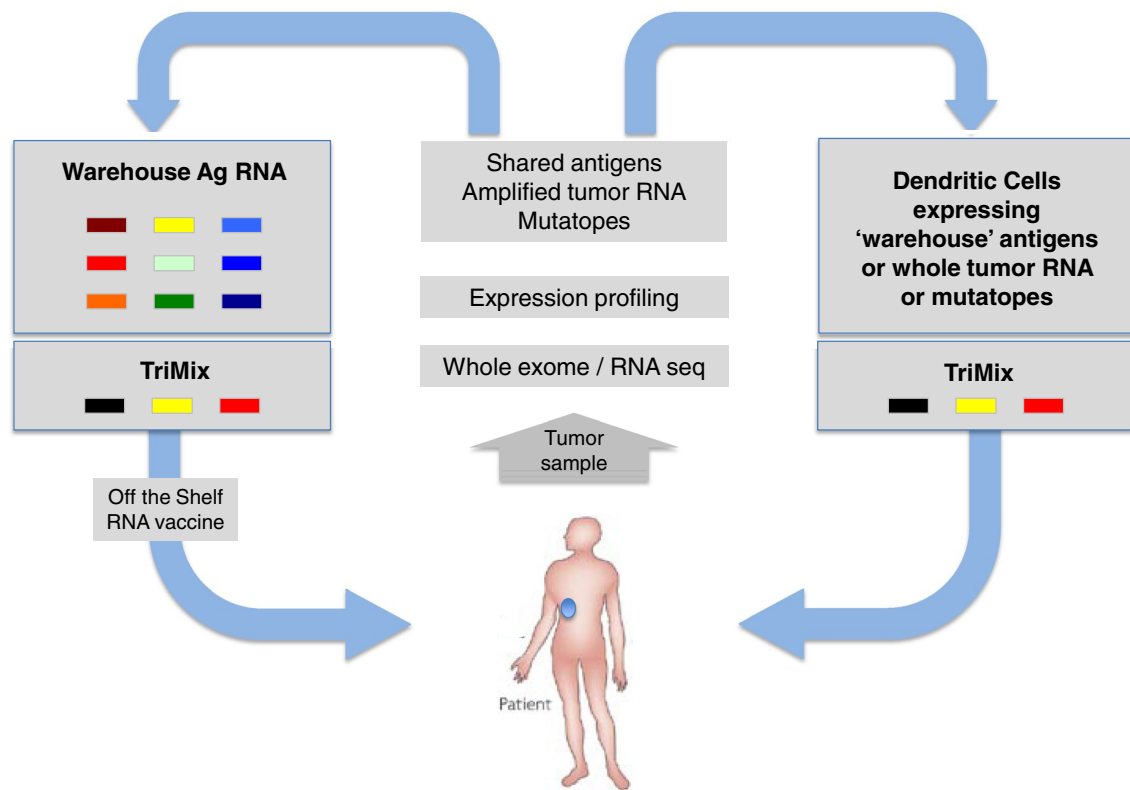 Warehouse Ag RNA
TriMix
Off the Shelf
RNA vaccine
Shared antigens
Amplified tumor RNA
Mutatopes
Expression profiling
Whole exome / RNA seq
Tumor
sample
Patient
Dendritic Cells
expressing
‘warehouse’ antigens
or whole tumor RNA
or mutatopes
TriMix